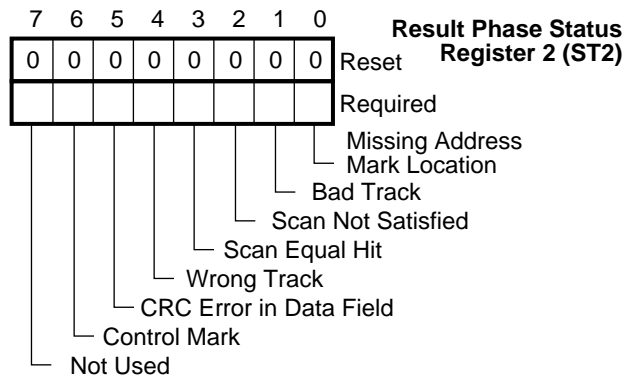 7 6 5 4 3 2 1 0
Result Phase Status
Register 2 (ST2)
0 0 0 0 0 0 0 0 Reset
Required
Missing Address
Mark Location
Bad Track
Scan Not Satisfied
Scan Equal Hit
Wrong Track
CRC Error in Data Field
Control Mark
Not Used